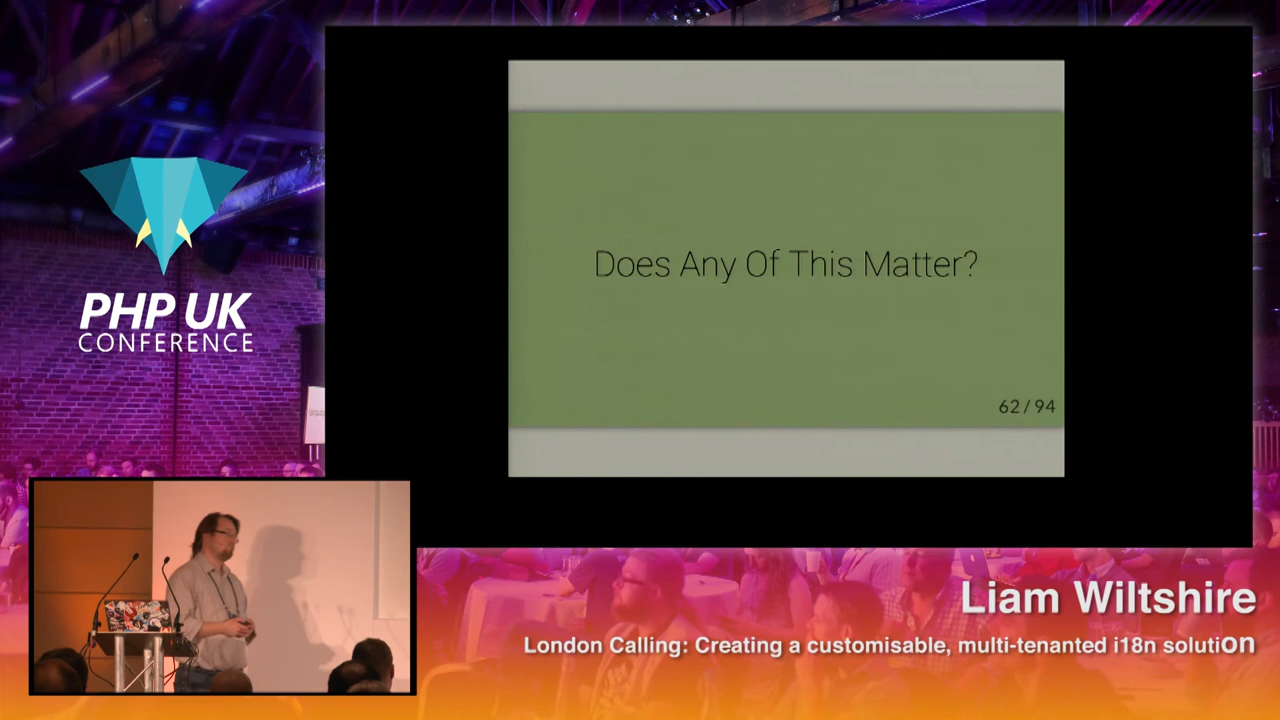 Does Any Of This Matter?
62 / 94
PHP UK
CONFERENCE
Liam Wiltshire
London Calling: Creating a customisable, multi-tenanted i18n solution